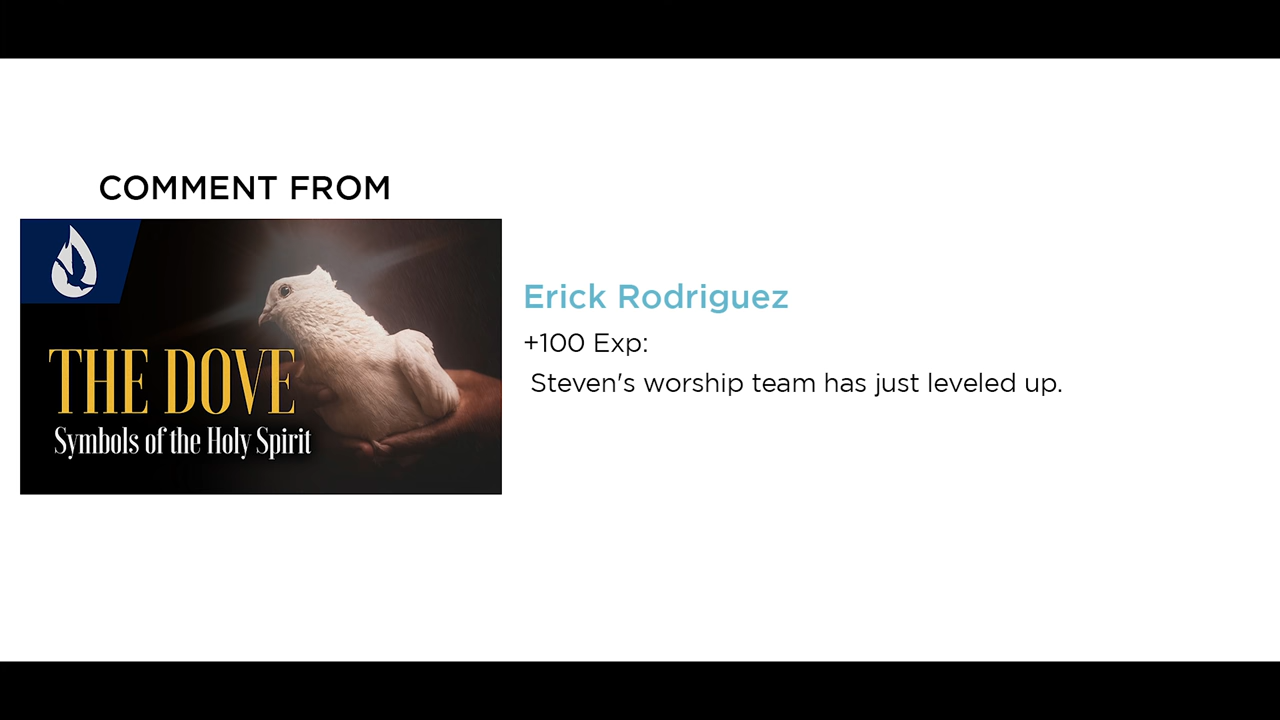 COMMENT FROM
THE DOVE
Symbols of the Holy Spirit
Erick Rodriguez
+100 Exp:
Steven's worship team has just leveled up.